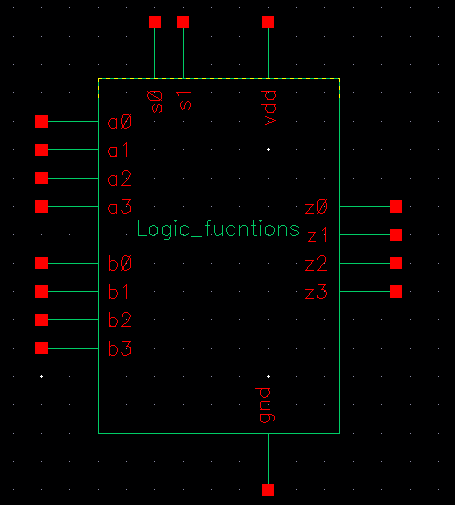 s0 s1 vdd
a0
a1
a2
a3 z0
Logic_fucntions z1
b0 z2
b1 z3
b2
b3
gnd